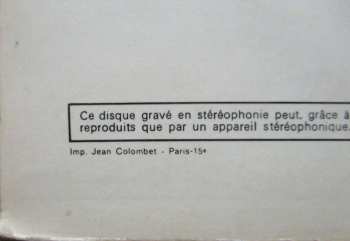 Ce disque gravé en stéréophonie peut, grâce à
reproduits que par un appareil stéréophonique.
Imp. Jean Colombet - Paris-15e